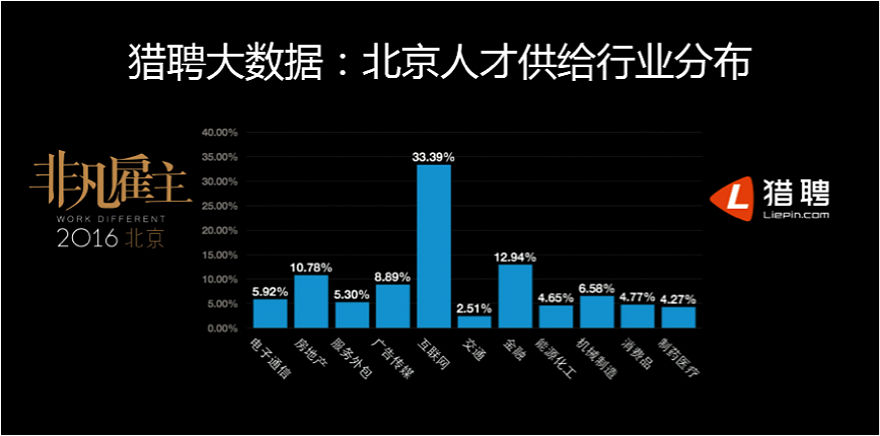 猎聘大数据：北京人才供给行业分布
非凡雇主
WORK DIFFERENT
2016 北京
猎聘
Liepin.com
40.00%
35.00%
30.00%
25.00%
20.00%
15.00%
10.00%
5.00%
0.00%
5.92%
10.78%
5.30%
8.89%
33.39%
2.51%
12.94%
4.65%
6.58%
4.77%
4.27%
电子通信
房地产
服务外包
广告传媒
互联网
交通
金融
能源化工
机械制造
消费品
制药医疗